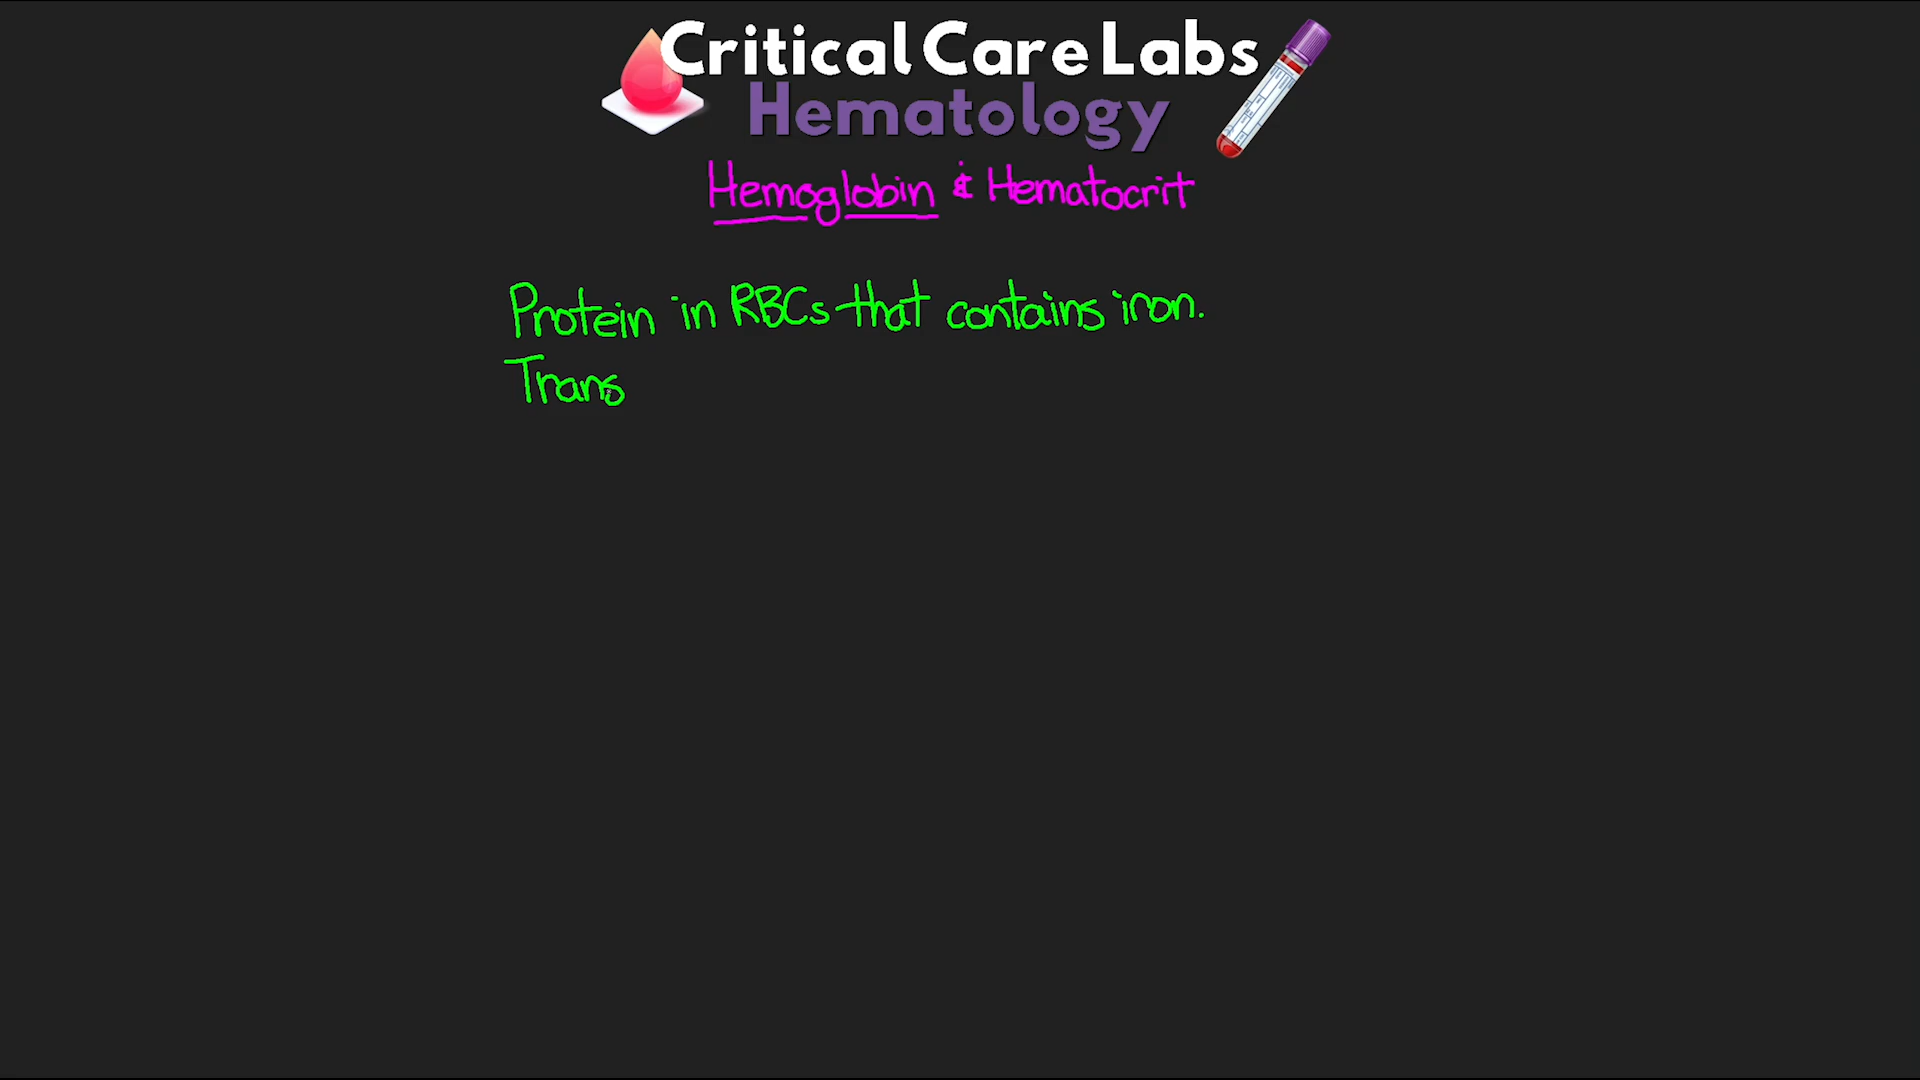 Critical Care Labs
Hematology
Hemoglobin & Hematocrit
Protein in RBCs that contains iron.
Trans